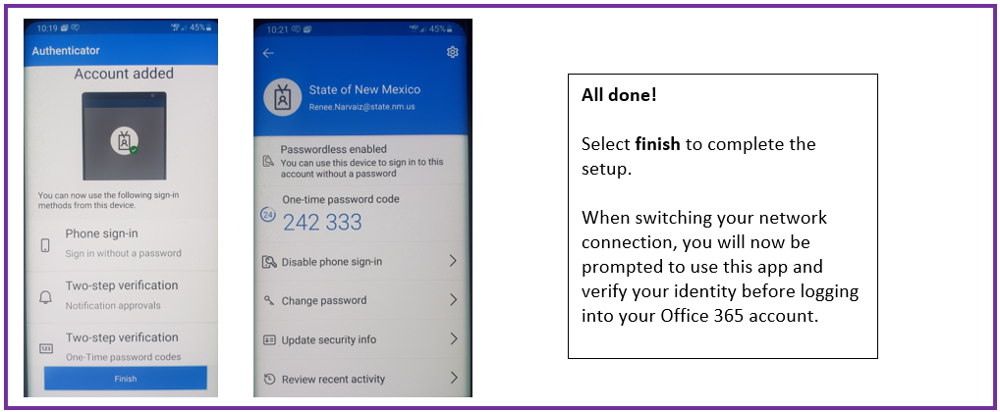 10:19 45%
Authenticator
Account added
You can now use the following sign-in
methods from this device.
Phone sign-in
Sign in without a password
Two-step verification
Notification approvals
Two-step verification
123
One-Time password codes
Finish
10:21 45%
State of New Mexico
Renee.Narvaiz@state.nm.us
Passwordless enabled
You can use this device to sign in to this
account without a password
One-time password code
24
242 333
Disable phone sign-in
Change password
Update security info
Review recent activity
All done!
Select finish to complete the
setup.
When switching your network
connection, you will now be
prompted to use this app and
verify your identity before logging
into your Office 365 account.